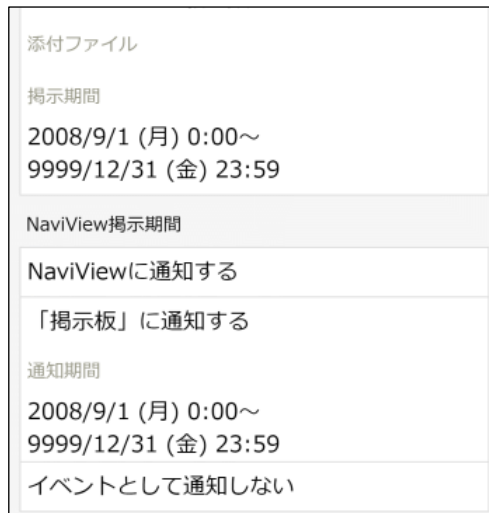 添付ファイル
掲示期間
2008/9/1 (月) 0:00～
9999/12/31 (金) 23:59
NaviView掲示期間
NaviViewに通知する
「掲示板」に通知する
通知期間
2008/9/1 (月) 0:00～
9999/12/31 (金) 23:59
イベントとして通知しない